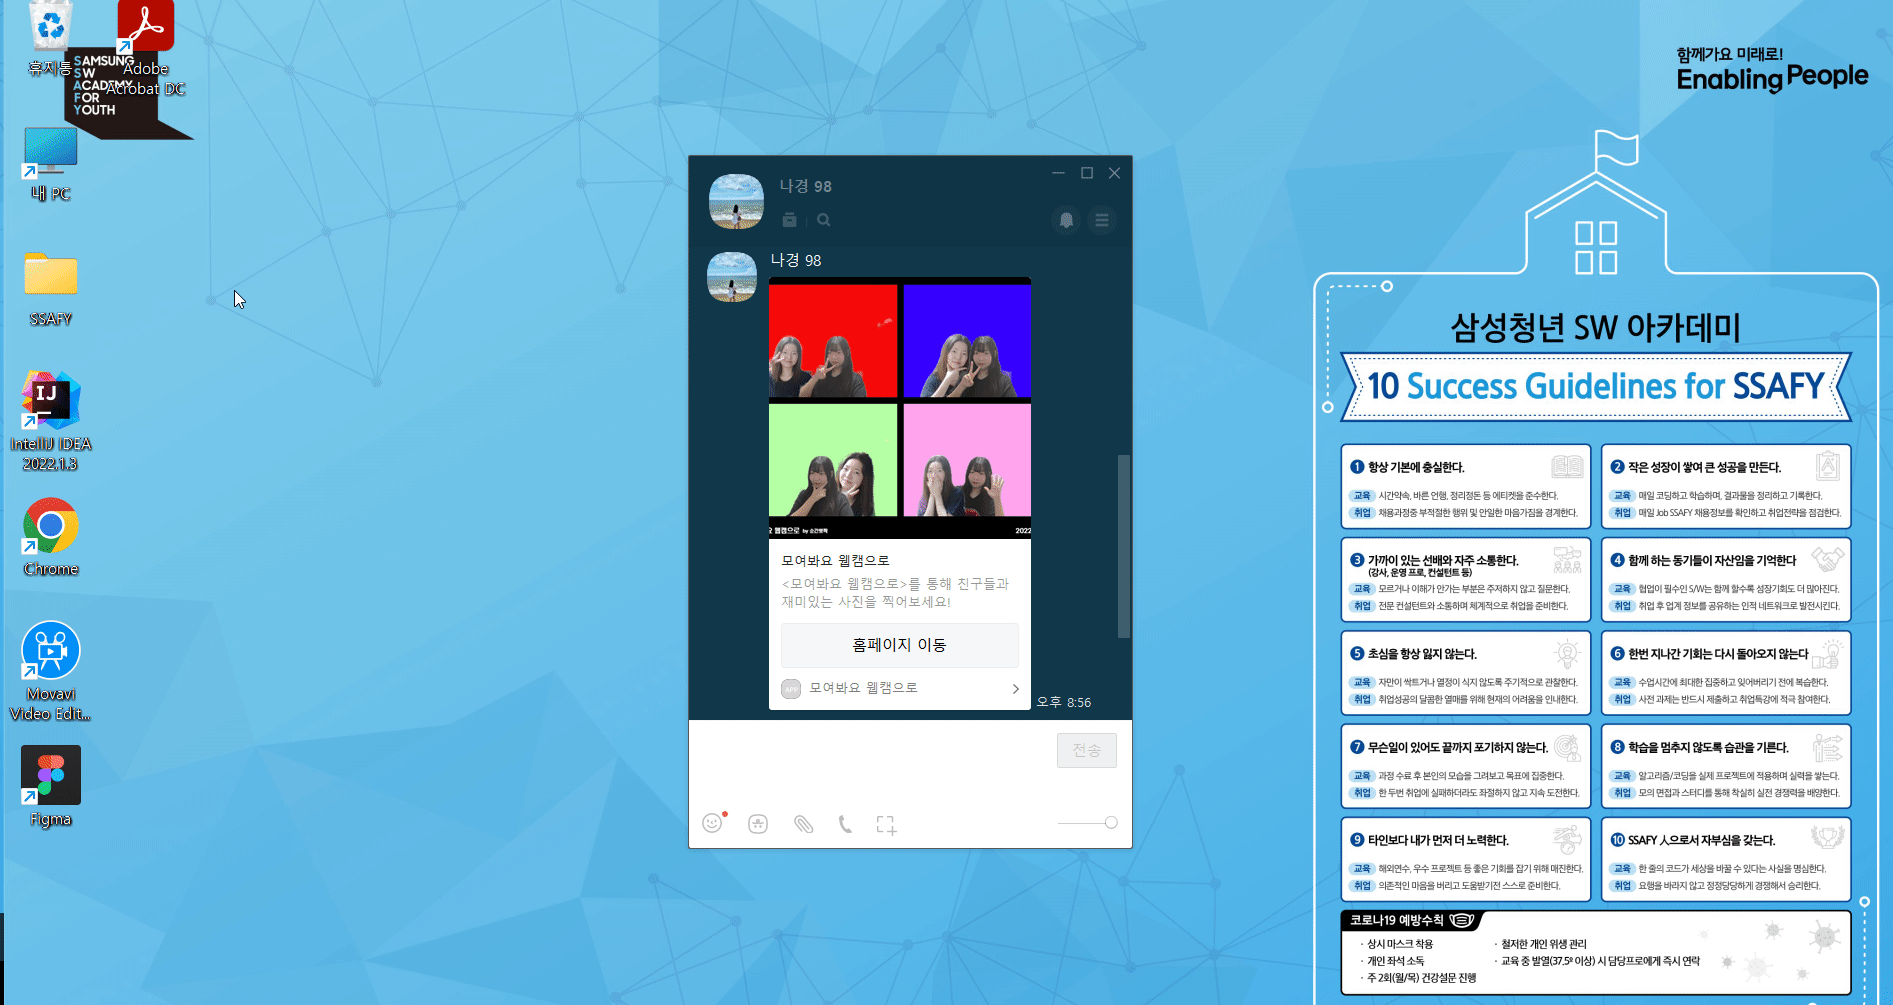 휴지통
SAMSUNG
SW
ACADEMY
FOR
YOUTH
Adobe
Acrobat DC
내 PC
SSAFY
IJ
IntelliJ IDEA
2022.1.3
Chrome
Movavi
Video Edit...
Figma
나경 98
나경 98
요 웹캠으로 by 순간포착
2022
모여봐요 웹캠으로
<모여봐요 웹캠으로>를 통해 친구들과
재미있는 사진을 찍어보세요!
홈페이지 이동
APP 모여봐요 웹캠으로
오후 8:56
전송
함께가요 미래로!
Enabling People
삼성청년 SW 아카데미
10 Success Guidelines for SSAFY
1 항상 기본에 충실한다.
교육 시간약속, 바른 언행, 정리정돈 등 에티켓을 준수한다.
취업 채용과정중 부적절한 행위 및 안일한 마음가짐을 경계한다.
2 작은 성장이 쌓여 큰 성공을 만든다.
교육 매일 코딩하고 학습하며, 결과물을 정리하고 기록한다.
취업 매일 Job SSAFY 채용정보를 확인하고 취업전략을 점검한다.
3 가까이 있는 선배와 자주 소통한다.
(강사, 운영 프로, 컨설턴트 등)
교육 모르거나 이해가 안가는 부분은 주저하지 않고 질문한다.
취업 전문 컨설턴트와 소통하며 체계적으로 취업을 준비한다.
4 함께 하는 동기들이 자산임을 기억한다
교육 협업이 필수인 S/W는 함께 할수록 성장기회도 더 많아진다.
취업 취업 후 업계 정보를 공유하는 인적 네트워크로 발전시킨다.
5 초심을 항상 잃지 않는다.
교육 자만이 싹트거나 열정이 식지 않도록 주기적으로 관찰한다.
취업 취업성공의 달콤한 열매를 위해 현재의 어려움을 인내한다.
6 한번 지나간 기회는 다시 돌아오지 않는다
교육 수업시간에 최대한 집중하고 잊어버리기 전에 복습한다.
취업 사전 과제는 반드시 제출하고 취업특강에 적극 참여한다.
7 무슨일이 있어도 끝까지 포기하지 않는다.
교육 과정 수료 후 본인의 모습을 그려보고 목표에 집중한다.
취업 한 두번 취업에 실패하더라도 좌절하지 않고 지속 도전한다.
8 학습을 멈추지 않도록 습관을 기른다.
교육 알고리즘/코딩을 실제 프로젝트에 적용하며 실력을 쌓는다.
취업 모의 면접과 스터디를 통해 착실히 실전 경쟁력을 배양한다.
9 타인보다 내가 먼저 더 노력한다.
교육 해외연수, 우수 프로젝트 등 좋은 기회를 잡기 위해 매진한다.
취업 의존적인 마음을 버리고 도움받기전 스스로 준비한다.
10 SSAFY 人으로서 자부심을 갖는다.
교육 한 줄의 코드가 세상을 바꿀 수 있다는 사실을 명심한다.
취업 요행을 바라지 않고 정정당당하게 경쟁해서 승리한다.
코로나19 예방수칙
· 상시 마스크 착용
· 철저한 개인 위생 관리
· 개인 좌석 소독
· 교육 중 발열(37.5º 이상) 시 담당프로에게 즉시 연락
· 주 2회(월/목) 건강설문 진행